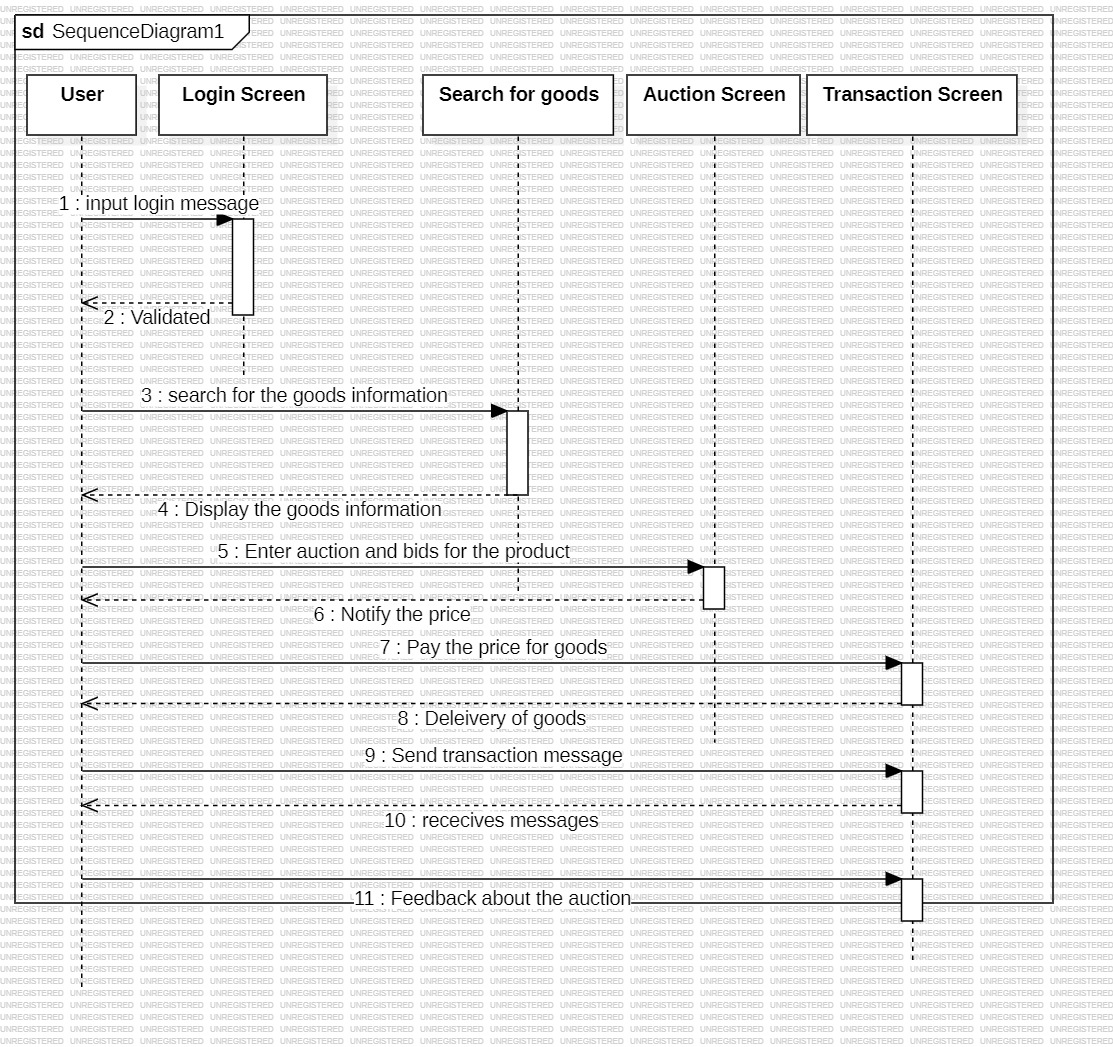 sd SequenceDiagram1
User
Login Screen
Search for goods
Auction Screen
Transaction Screen
1 : input login message
2 : Validated
3 : search for the goods information
4 : Display the goods information
5 : Enter auction and bids for the product
6 : Notify the price
7 : Pay the price for goods
8 : Deleivery of goods
9 : Send transaction message
10 : rececives messages
11 : Feedback about the auction
UNREGISTERED